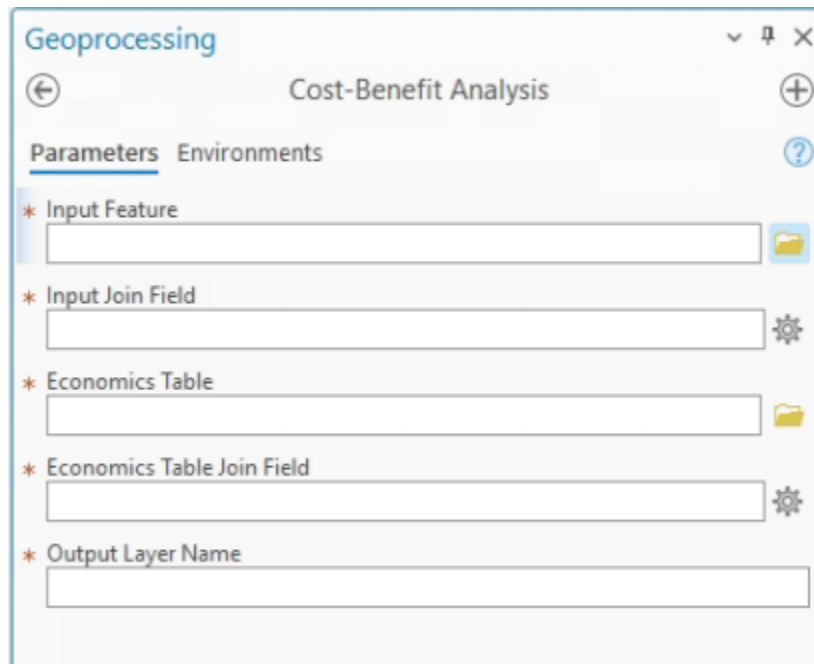 Geoprocessing
Cost-Benefit Analysis
Parameters Environments
* Input Feature
* Input Join Field
* Economics Table
* Economics Table Join Field
* Output Layer Name